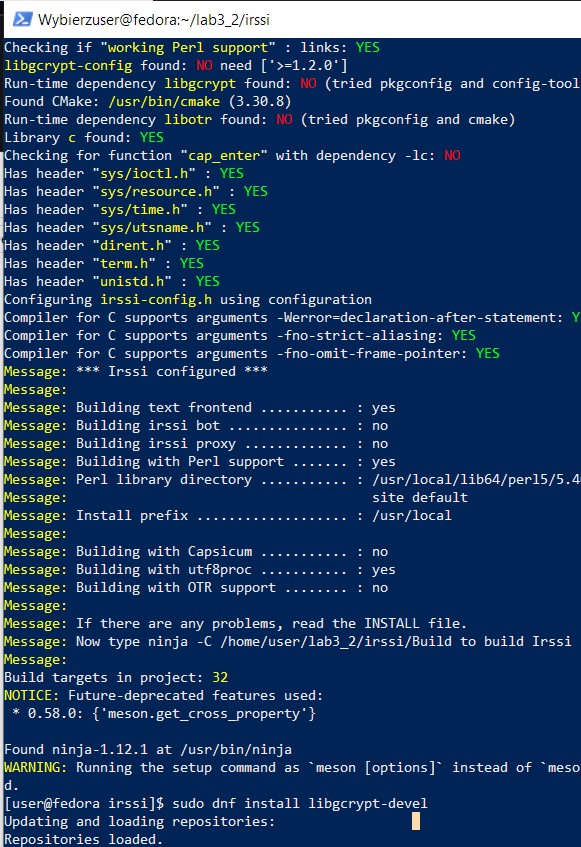 Wybierzuser@fedora:~/lab3_2/irssi
Checking if "working Perl support" : links: YES
libgcrypt-config found: NO need ['>=1.2.0']
Run-time dependency libgcrypt found: NO (tried pkgconfig and config-tool
Found CMake: /usr/bin/cmake (3.30.8)
Run-time dependency libotr found: NO (tried pkgconfig and cmake)
Library c found: YES
Checking for function "cap_enter" with dependency -lc: NO
Has header "sys/ioctl.h" : YES
Has header "sys/resource.h" : YES
Has header "sys/time.h" : YES
Has header "sys/utsname.h" : YES
Has header "dirent.h" : YES
Has header "term.h" : YES
Has header "unistd.h" : YES
Configuring irssi-config.h using configuration
Compiler for C supports arguments -Werror=declaration-after-statement: Y
Compiler for C supports arguments -fno-strict-aliasing: YES
Compiler for C supports arguments -fno-omit-frame-pointer: YES
Message: *** Irssi configured ***
Message:
Message: Building text frontend ........... : yes
Message: Building irssi bot ............... : no
Message: Building irssi proxy ............. : no
Message: Building with Perl support ....... : yes
Message: Perl library directory ........... : /usr/local/lib64/perl5/5.4
Message: site default
Message: Install prefix ................... : /usr/local
Message:
Message: Building with Capsicum ........... : no
Message: Building with utf8proc ........... : yes
Message: Building with OTR support ........ : no
Message:
Message: If there are any problems, read the INSTALL file.
Message: Now type ninja -C /home/user/lab3_2/irssi/Build to build Irssi
Message:
Build targets in project: 32
NOTICE: Future-deprecated features used:
* 0.58.0: {'meson.get_cross_property'}
Found ninja-1.12.1 at /usr/bin/ninja
WARNING: Running the setup command as `meson [options]` instead of `meso
d.
[user@fedora irssi]$ sudo dnf install libgcrypt-devel
Updating and loading repositories:
Repositories loaded.